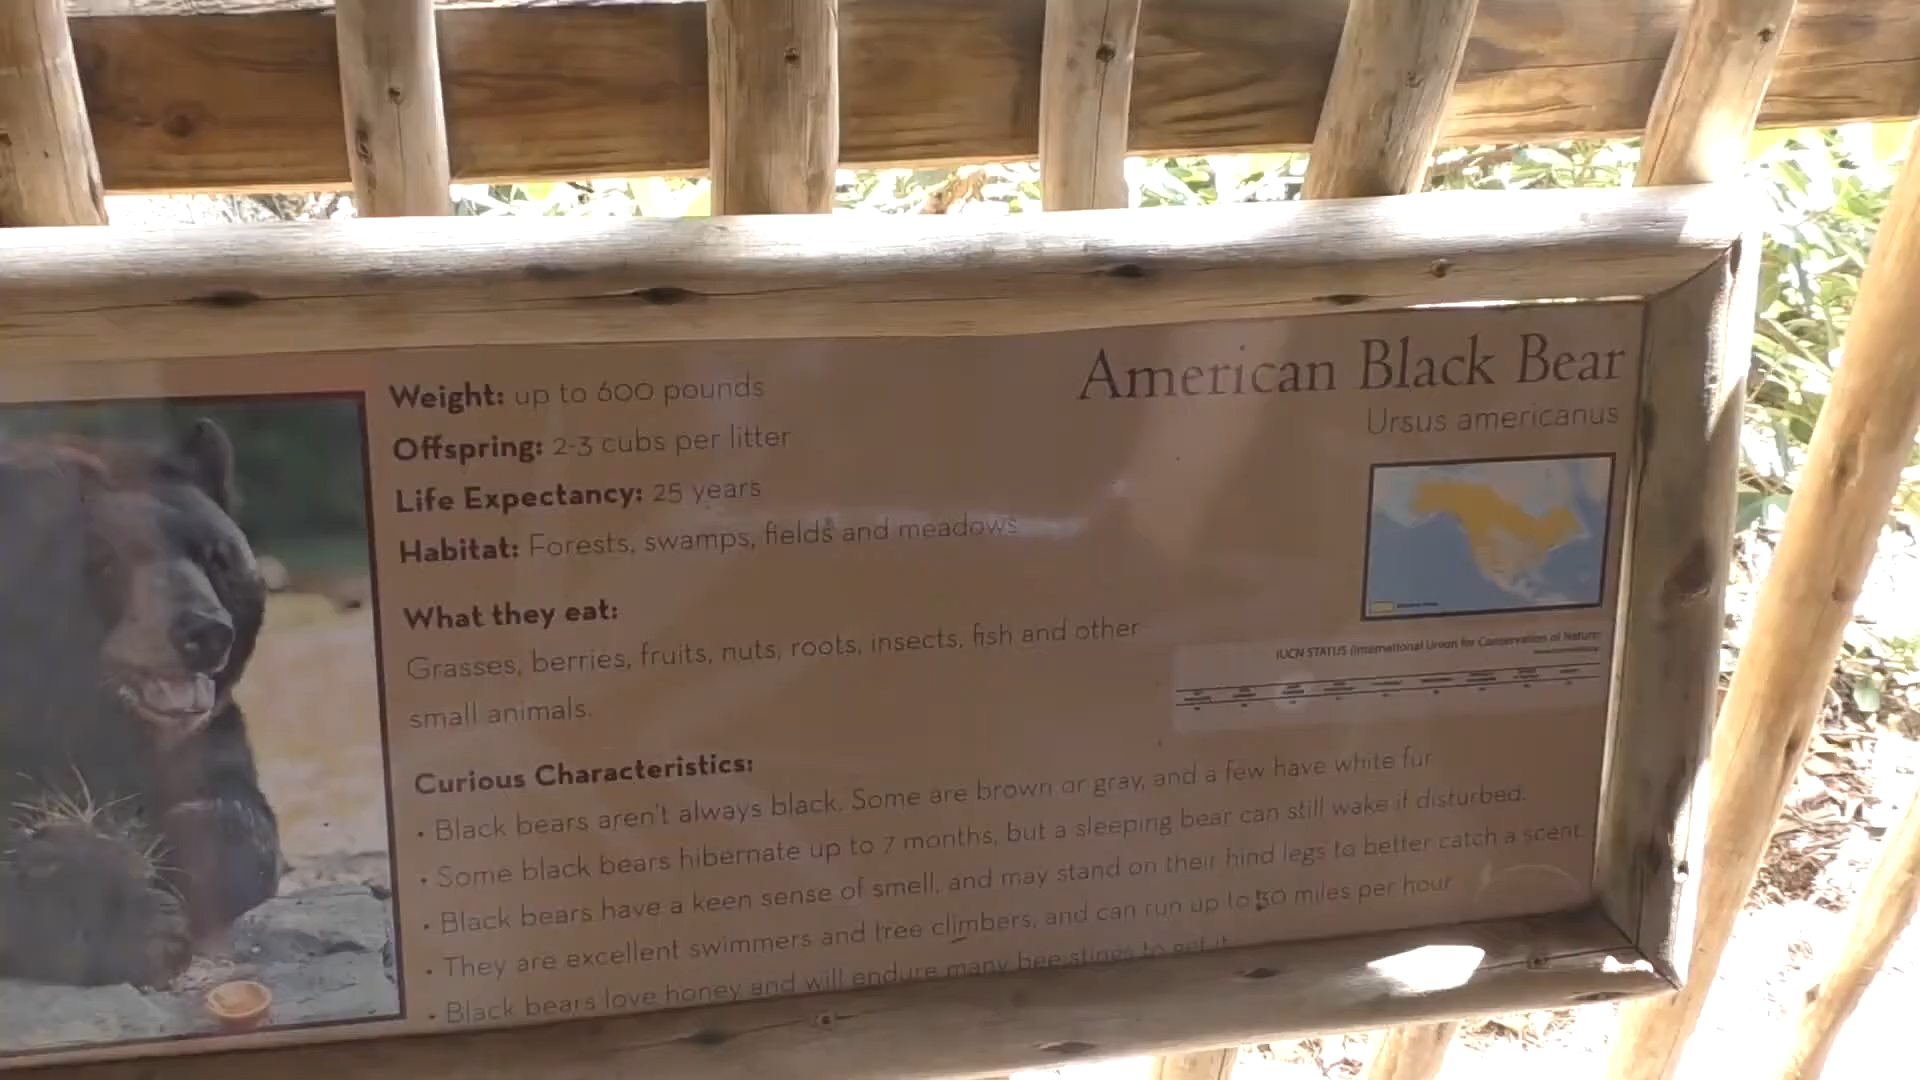 American Black Bear
Ursus americanus
Weight: up to 600 pounds
Offspring: 2-3 cubs per litter
Life Expectancy: 25 years
Habitat: Forests, swamps, fields and meadows
What they eat:
Grasses, berries, fruits, nuts, roots, insects, fish and other
small animals.
IUCN STATUS (International Union for Conservation of Nature)
Curious Characteristics:
• Black bears aren't always black. Some are brown or gray, and a few have white fur
• Some black bears hibernate up to 7 months, but a sleeping bear can still wake if disturbed.
• Black bears have a keen sense of smell, and may stand on their hind legs to better catch a scent
• They are excellent swimmers and tree climbers, and can run up to miles per hour
• Black bears love honey and will endure many bee stings to get it